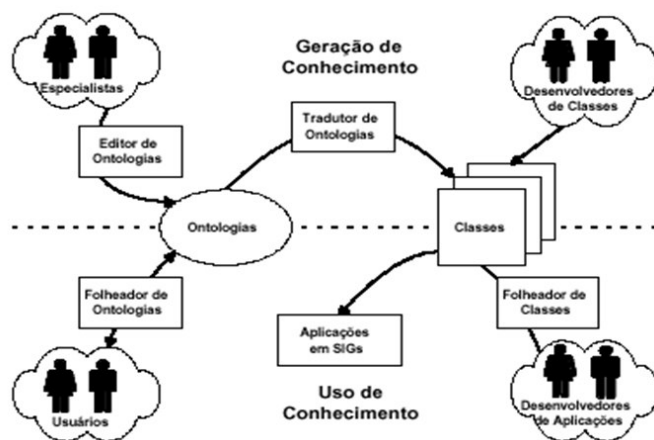 Geração de
Conhecimento
Especialistas
Desenvolvedores
de Classes
Editor de
Ontologias
Tradutor de
Ontologias
Ontologias
Classes
Folheador de
Ontologias
Aplicações
em SIGs
Folheador de
Classes
Uso de
Conhecimento
Usuários
Desenvolvedores
de Aplicações